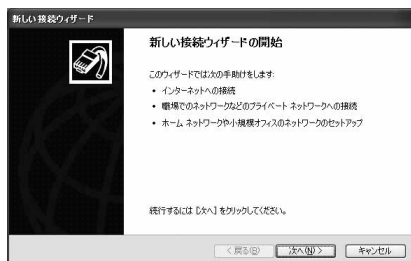 新しい接続ウィザード
新しい接続ウィザードの開始
このウィザードでは次の手助けをします:
• インターネットへの接続
• 職場でのネットワークなどのプライベート ネットワークへの接続
• ホーム ネットワークや小規模オフィスのネットワークのセットアップ
続行するには [次へ] をクリックしてください。
< 戻る(B)
次へ(N) >
キャンセル